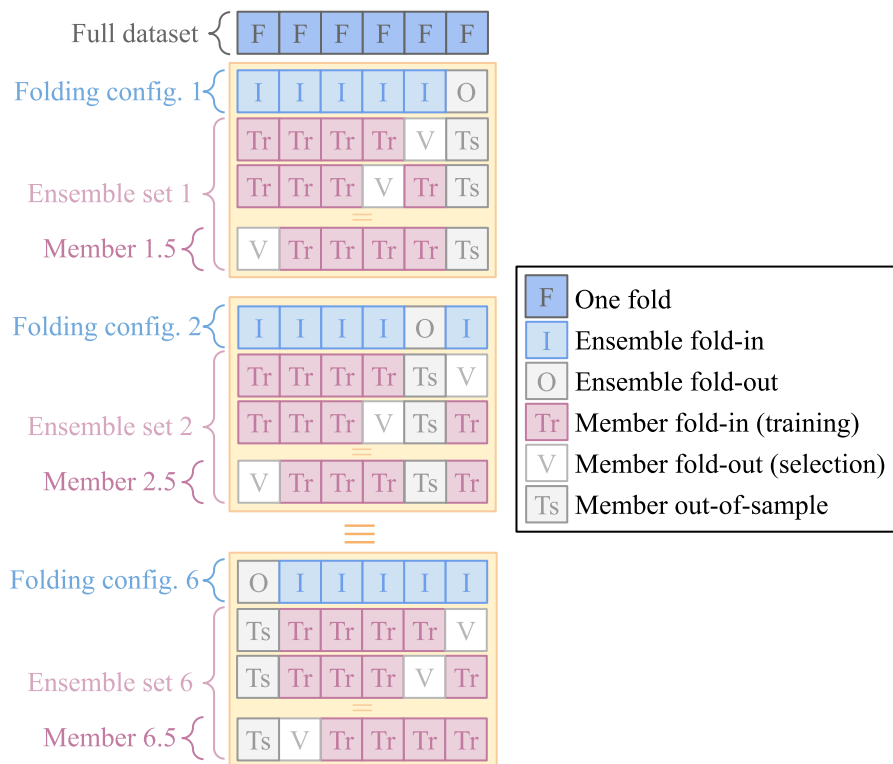 Full dataset F F F F F F
Folding config. 1 I I I I I O
Tr Tr Tr Tr V Ts
Ensemble set 1
Tr Tr Tr V Tr Ts
Member 1.5 V Tr Tr Tr Tr Ts
Folding config. 2 I I I I O I
Tr Tr Tr Tr Ts V
Ensemble set 2
Tr Tr Tr V Ts Tr
Member 2.5 V Tr Tr Tr Ts Tr
Folding config. 6 O I I I I I
Ts Tr Tr Tr Tr V
Ensemble set 6
Ts Tr Tr Tr V Tr
Member 6.5 Ts V Tr Tr Tr Tr
F One fold
I Ensemble fold-in
O Ensemble fold-out
Tr Member fold-in (training)
V Member fold-out (selection)
Ts Member out-of-sample